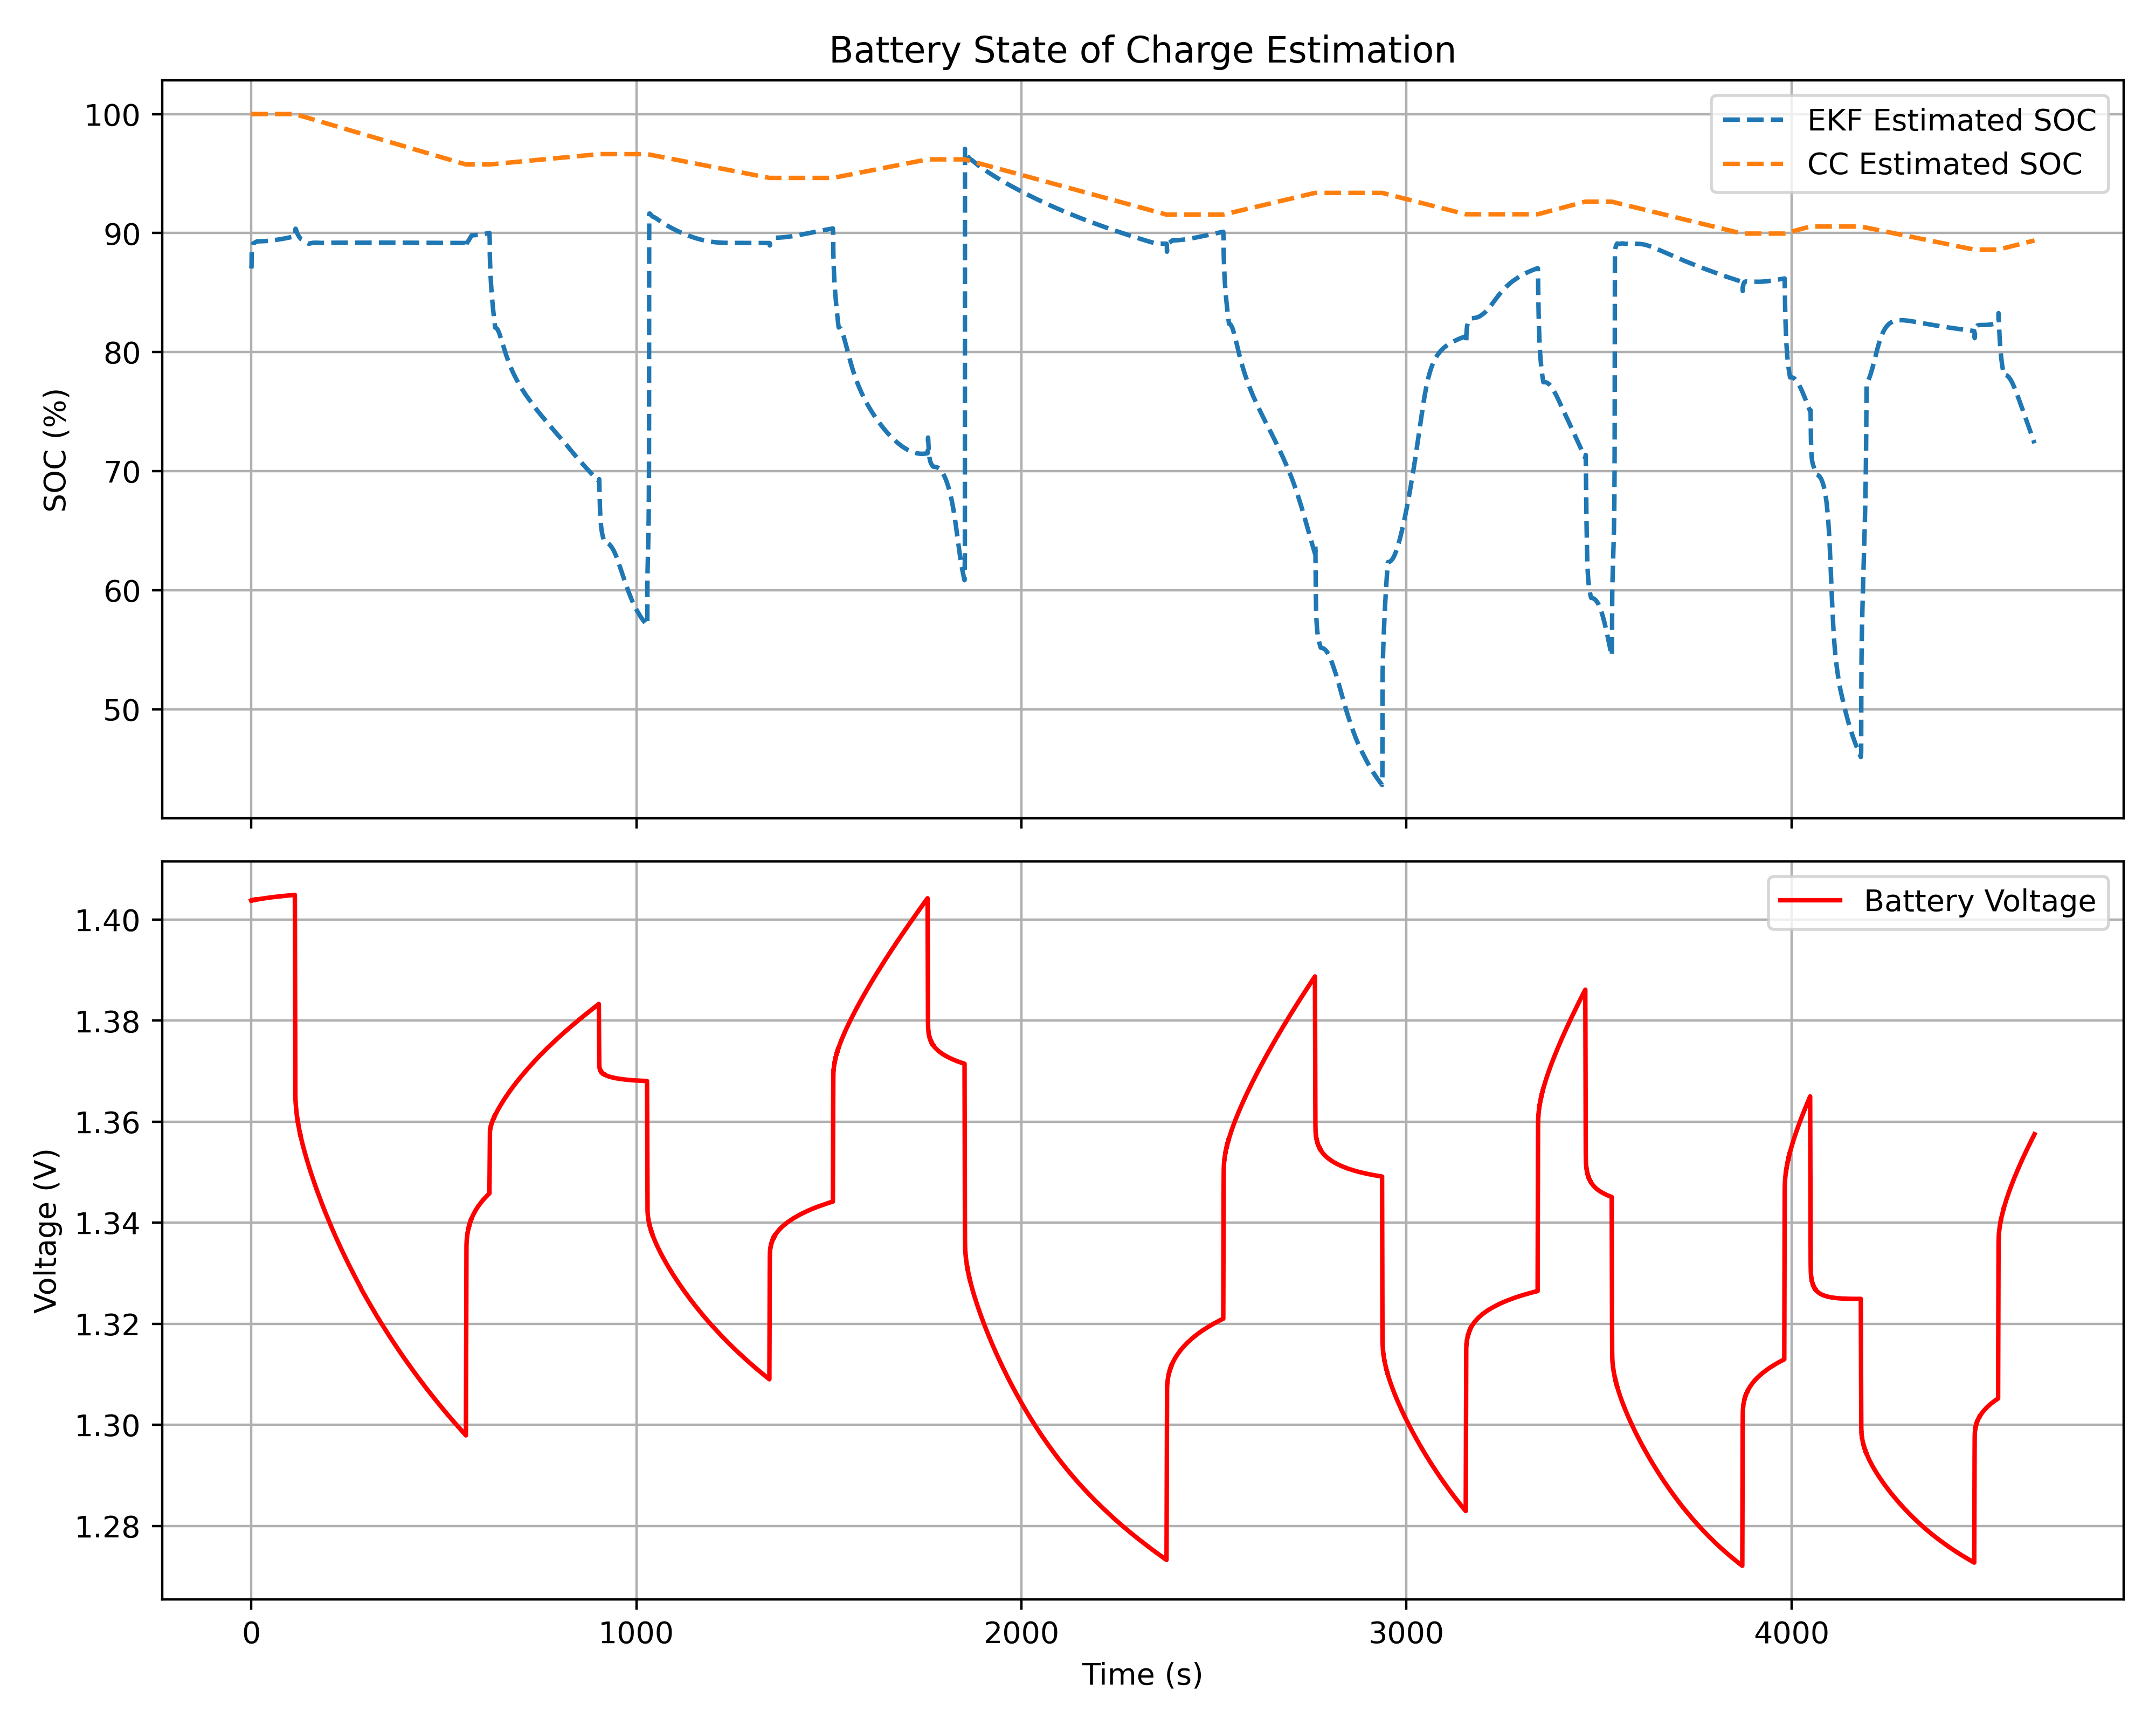 Battery State of Charge Estimation
EKF Estimated SOC
CC Estimated SOC
SOC (%)
100
90
80
70
60
50
Battery Voltage
Voltage (V)
1.40
1.38
1.36
1.34
1.32
1.30
1.28
0
1000
2000
3000
4000
Time (s)